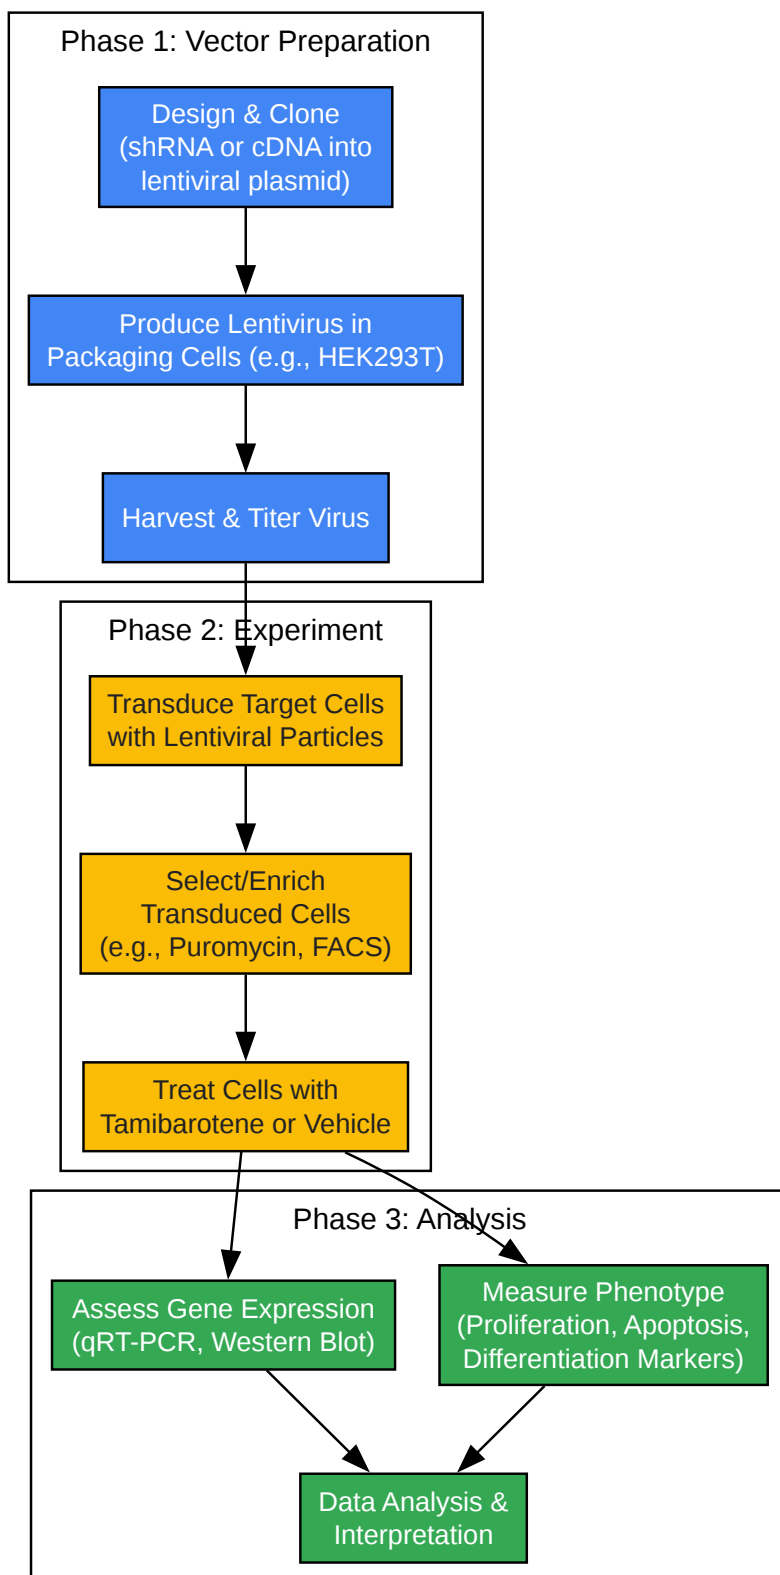 Phase 1: Vector Preparation
Design & Clone
(shRNA or cDNA into
lentiviral plasmid)
Produce Lentivirus in
Packaging Cells (e.g., HEK293T)
Harvest & Titer Virus
Phase 2: Experiment
Transduce Target Cells
with Lentiviral Particles
Select/Enrich
Transduced Cells
(e.g., Puromycin, FACS)
Treat Cells with
Tamibarotene or Vehicle
Phase 3: Analysis
Assess Gene Expression
(qRT-PCR, Western Blot)
Measure Phenotype
(Proliferation, Apoptosis,
Differentiation Markers)
Data Analysis &
Interpretation